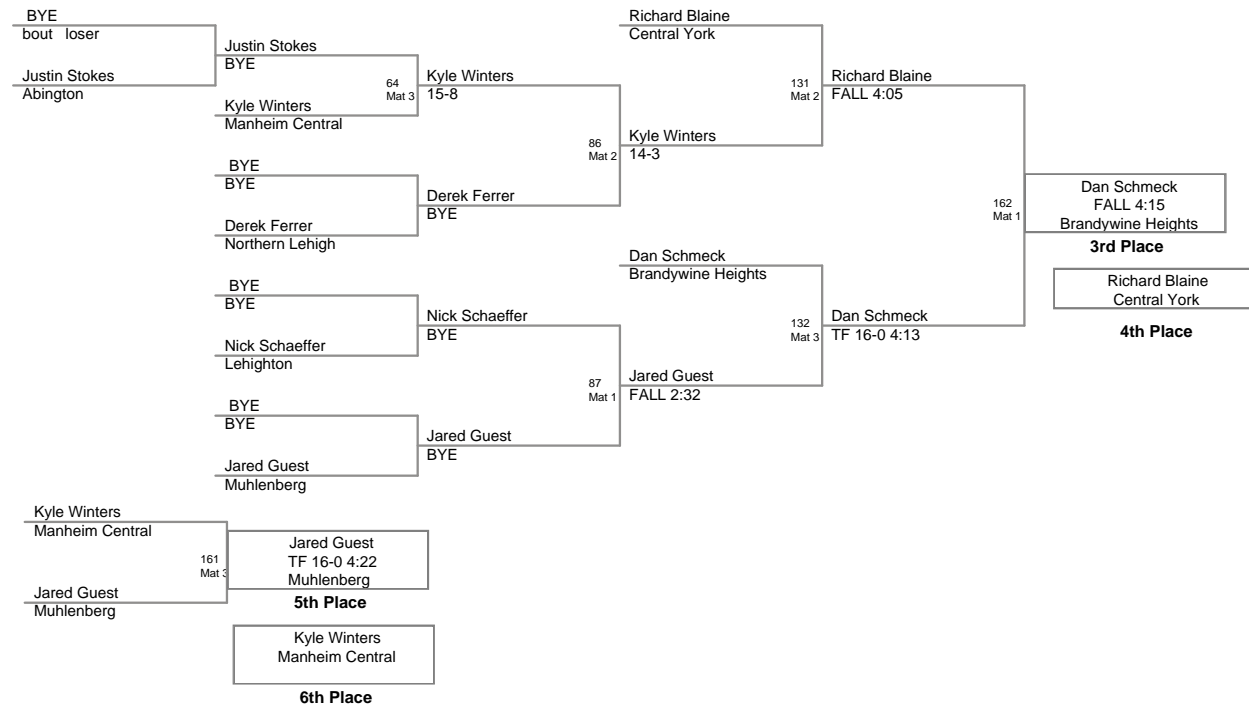 BYE
bout loser
Justin Stokes
Abington
Justin Stokes
BYE
Kyle Winters
Manheim Central
BYE
BYE
Derek Ferrer
Northern Lehigh
BYE
BYE
Nick Schaeffer
Lehighton
BYE
BYE
Jared Guest
Muhlenberg
64
Mat 3
Kyle Winters
15-8
Derek Ferrer
BYE
Nick Schaeffer
BYE
Jared Guest
BYE
86
Mat 2
87
Mat 1
Richard Blaine
Central York
Kyle Winters
14-3
Dan Schmeck
Brandywine Heights
Jared Guest
FALL 2:32
131
Mat 2
132
Mat 3
Richard Blaine
FALL 4:05
Dan Schmeck
TF 16-0 4:13
162
Mat 1
Dan Schmeck
FALL 4:15
Brandywine Heights
3rd Place
Richard Blaine
Central York
4th Place
Kyle Winters
Manheim Central
Jared Guest
Muhlenberg
161
Mat 3
Jared Guest
TF 16-0 4:22
Muhlenberg
5th Place
Kyle Winters
Manheim Central
6th Place